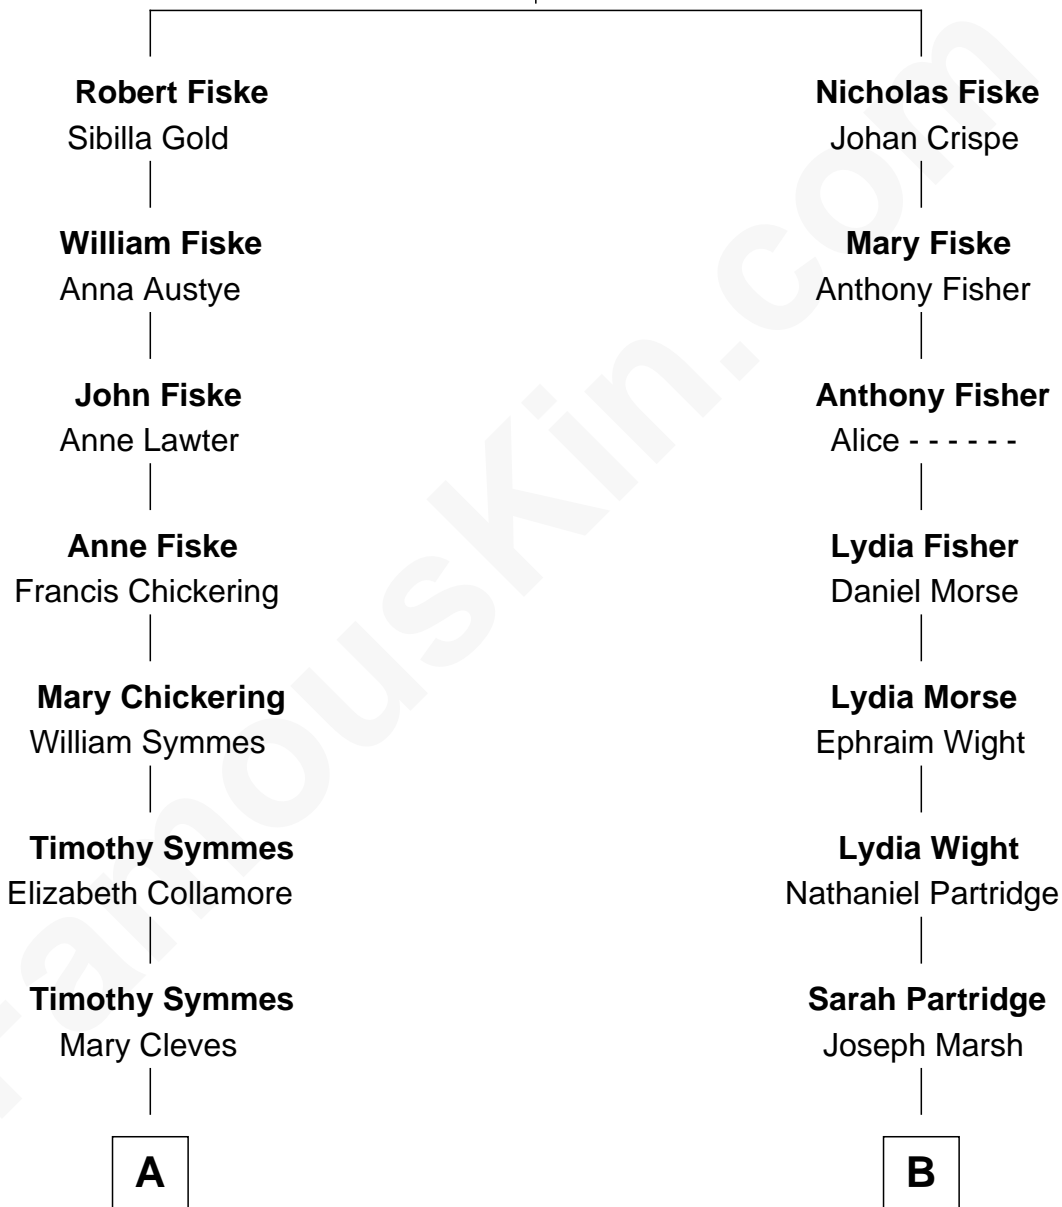 Robert Fiske
Sibilla Gold
William Fiske
Anna Austye
John Fiske
Anne Lawter
Anne Fiske
Francis Chickering
Mary Chickering
William Symmes
Timothy Symmes
Elizabeth Collamore
Timothy Symmes
Mary Cleves
A
Nicholas Fiske
Johan Crispe
Mary Fiske
Anthony Fisher
Anthony Fisher
Alice - - - - - -
Lydia Fisher
Daniel Morse
Lydia Morse
Ephraim Wight
Lydia Wight
Nathaniel Partridge
Sarah Partridge
Joseph Marsh
B
FamousKin.com